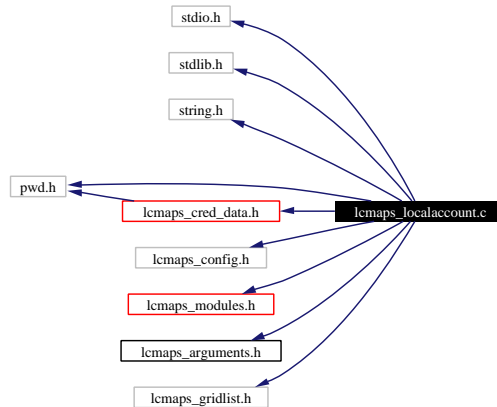 stdio.h
stdlib.h
string.h
pwd.h
lcmaps_cred_data.h
lcmaps_localaccount.c
lcmaps_config.h
lcmaps_modules.h
lcmaps_arguments.h
lcmaps_gridlist.h